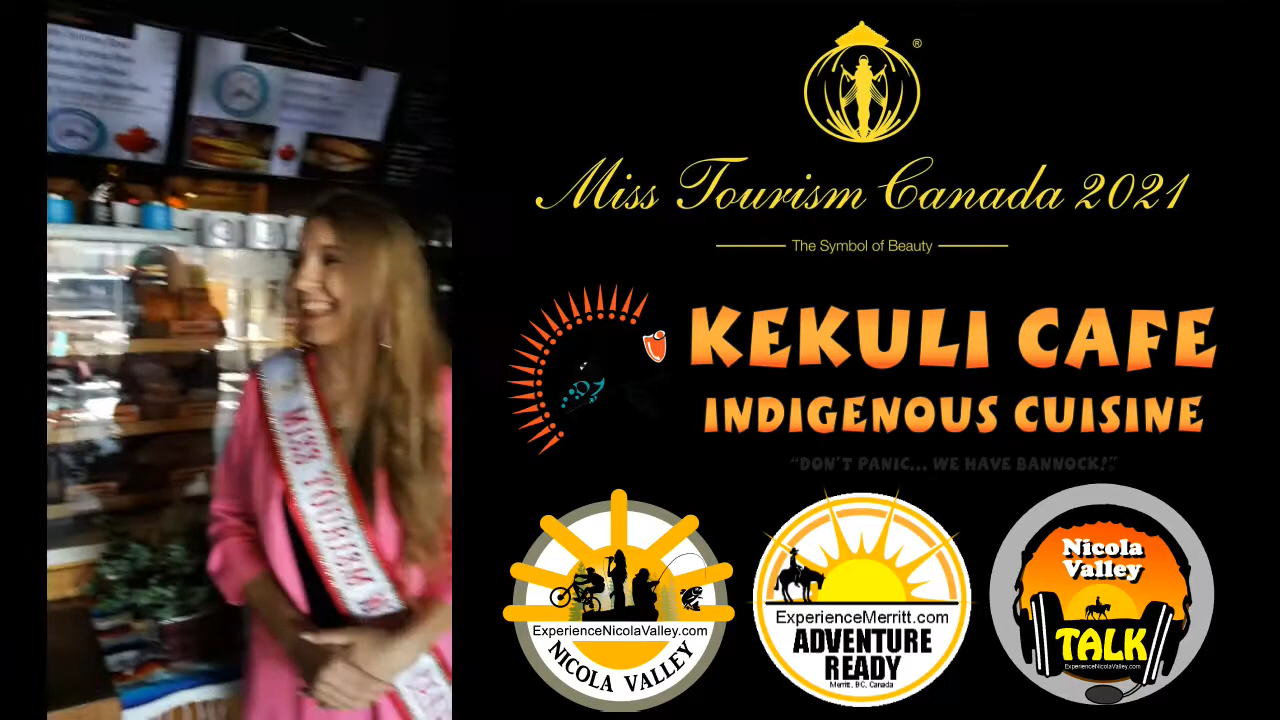 Miss Tourism Canada 2021
The Symbol of Beauty
KEKULI CAFE
INDIGENOUS CUISINE
"DON'T PANIC... WE HAVE BANNOCK!"
MISS TOURISM
ExperienceNicolaValley.com
NICOLA VALLEY
ExperienceMerritt.com
ADVENTURE
READY
Merritt, BC, Canada
Nicola
Valley
TALK
ExperienceNicolaValley.com